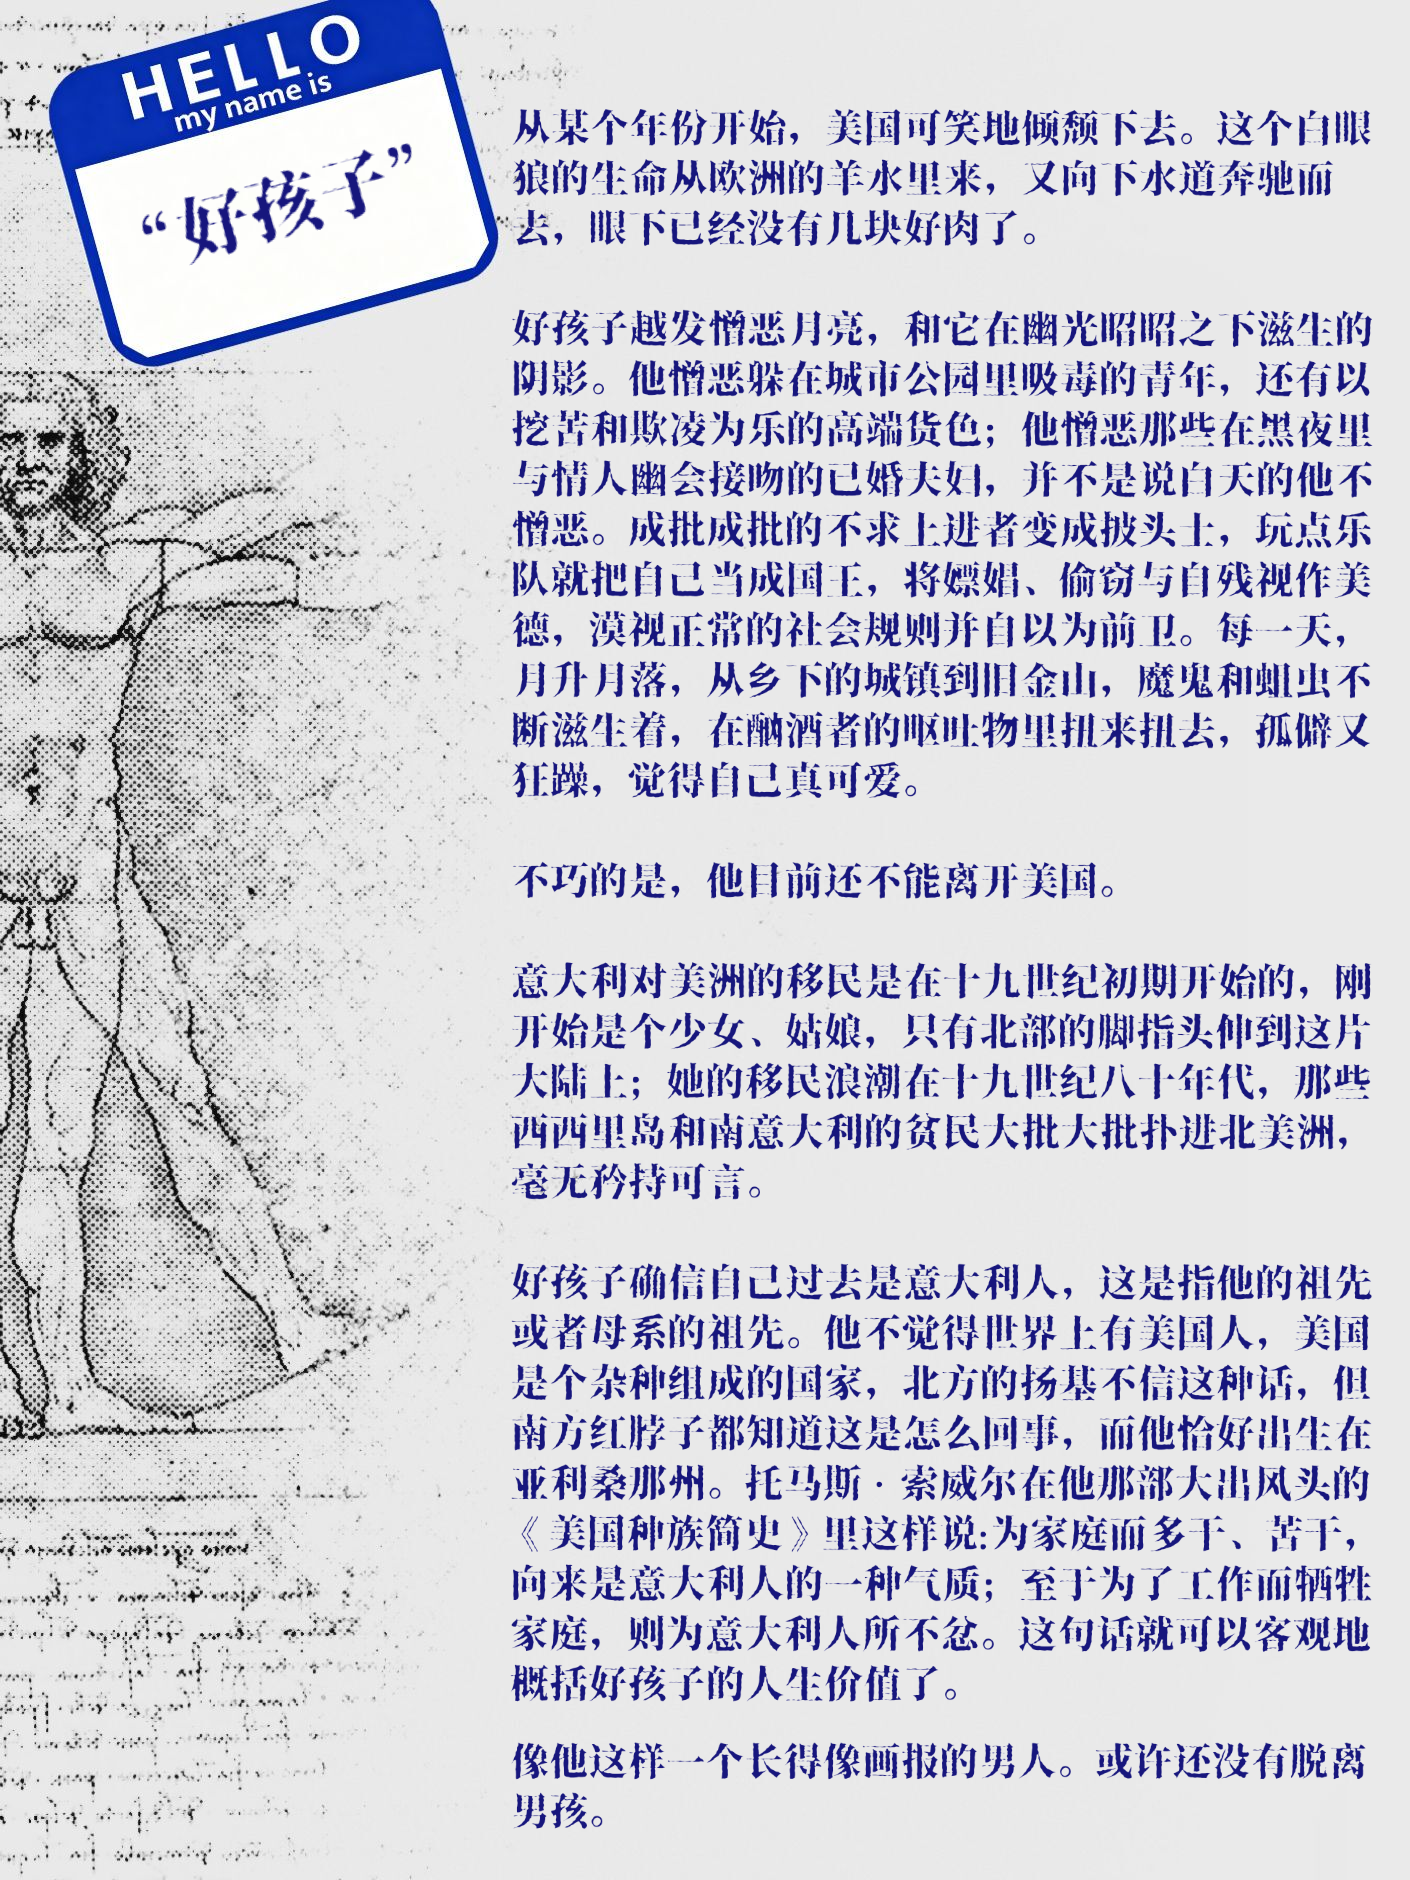 HELLO
my name is
“好孩子”
从某个年份开始，美国可笑地倾颓下去。这个白眼
狼的生命从欧洲的羊水里来，又向下水道奔驰而
去，眼下已经没有几块好肉了。
好孩子越发憎恶月亮，和它在幽光昭昭之下滋生的
阴影。他憎恶躲在城市公园里吸毒的青年，还有以
挖苦和欺凌为乐的高端货色；他憎恶那些在黑夜里
与情人幽会接吻的已婚夫妇，并不是说白天的他不
憎恶。成批成批的不求上进者变成披头士，玩点乐
队就把自己当成国王，将嫖娼、偷窃与自残视作美
德，漠视正常的社会规则并自以为前卫。每一天，
月升月落，从乡下的城镇到旧金山，魔鬼和蛆虫不
断滋生着，在酗酒者的呕吐物里扭来扭去，孤僻又
狂躁，觉得自己真可爱。
不巧的是，他目前还不能离开美国。
意大利对美洲的移民是在十九世纪初期开始的，刚
开始是个少女、姑娘，只有北部的脚指头伸到这片
大陆上；她的移民浪潮在十九世纪八十年代，那些
西西里岛和南意大利的贫民大批大批扑进北美洲，
毫无矜持可言。
好孩子确信自己过去是意大利人，这是指他的祖先
或者母系的祖先。他不觉得世界上有美国人，美国
是个杂种组成的国家，北方的扬基不信这种话，但
南方红脖子都知道这是怎么回事，而他恰好出生在
亚利桑那州。托马斯·索威尔在他那部大出风头的
《美国种族简史》里这样说:为家庭而多干、苦干，
向来是意大利人的一种气质；至于为了工作而牺牲
家庭，则为意大利人所不忿。这句话就可以客观地
概括好孩子的人生价值了。
像他这样一个长得像画报的男人。或许还没有脱离
男孩。